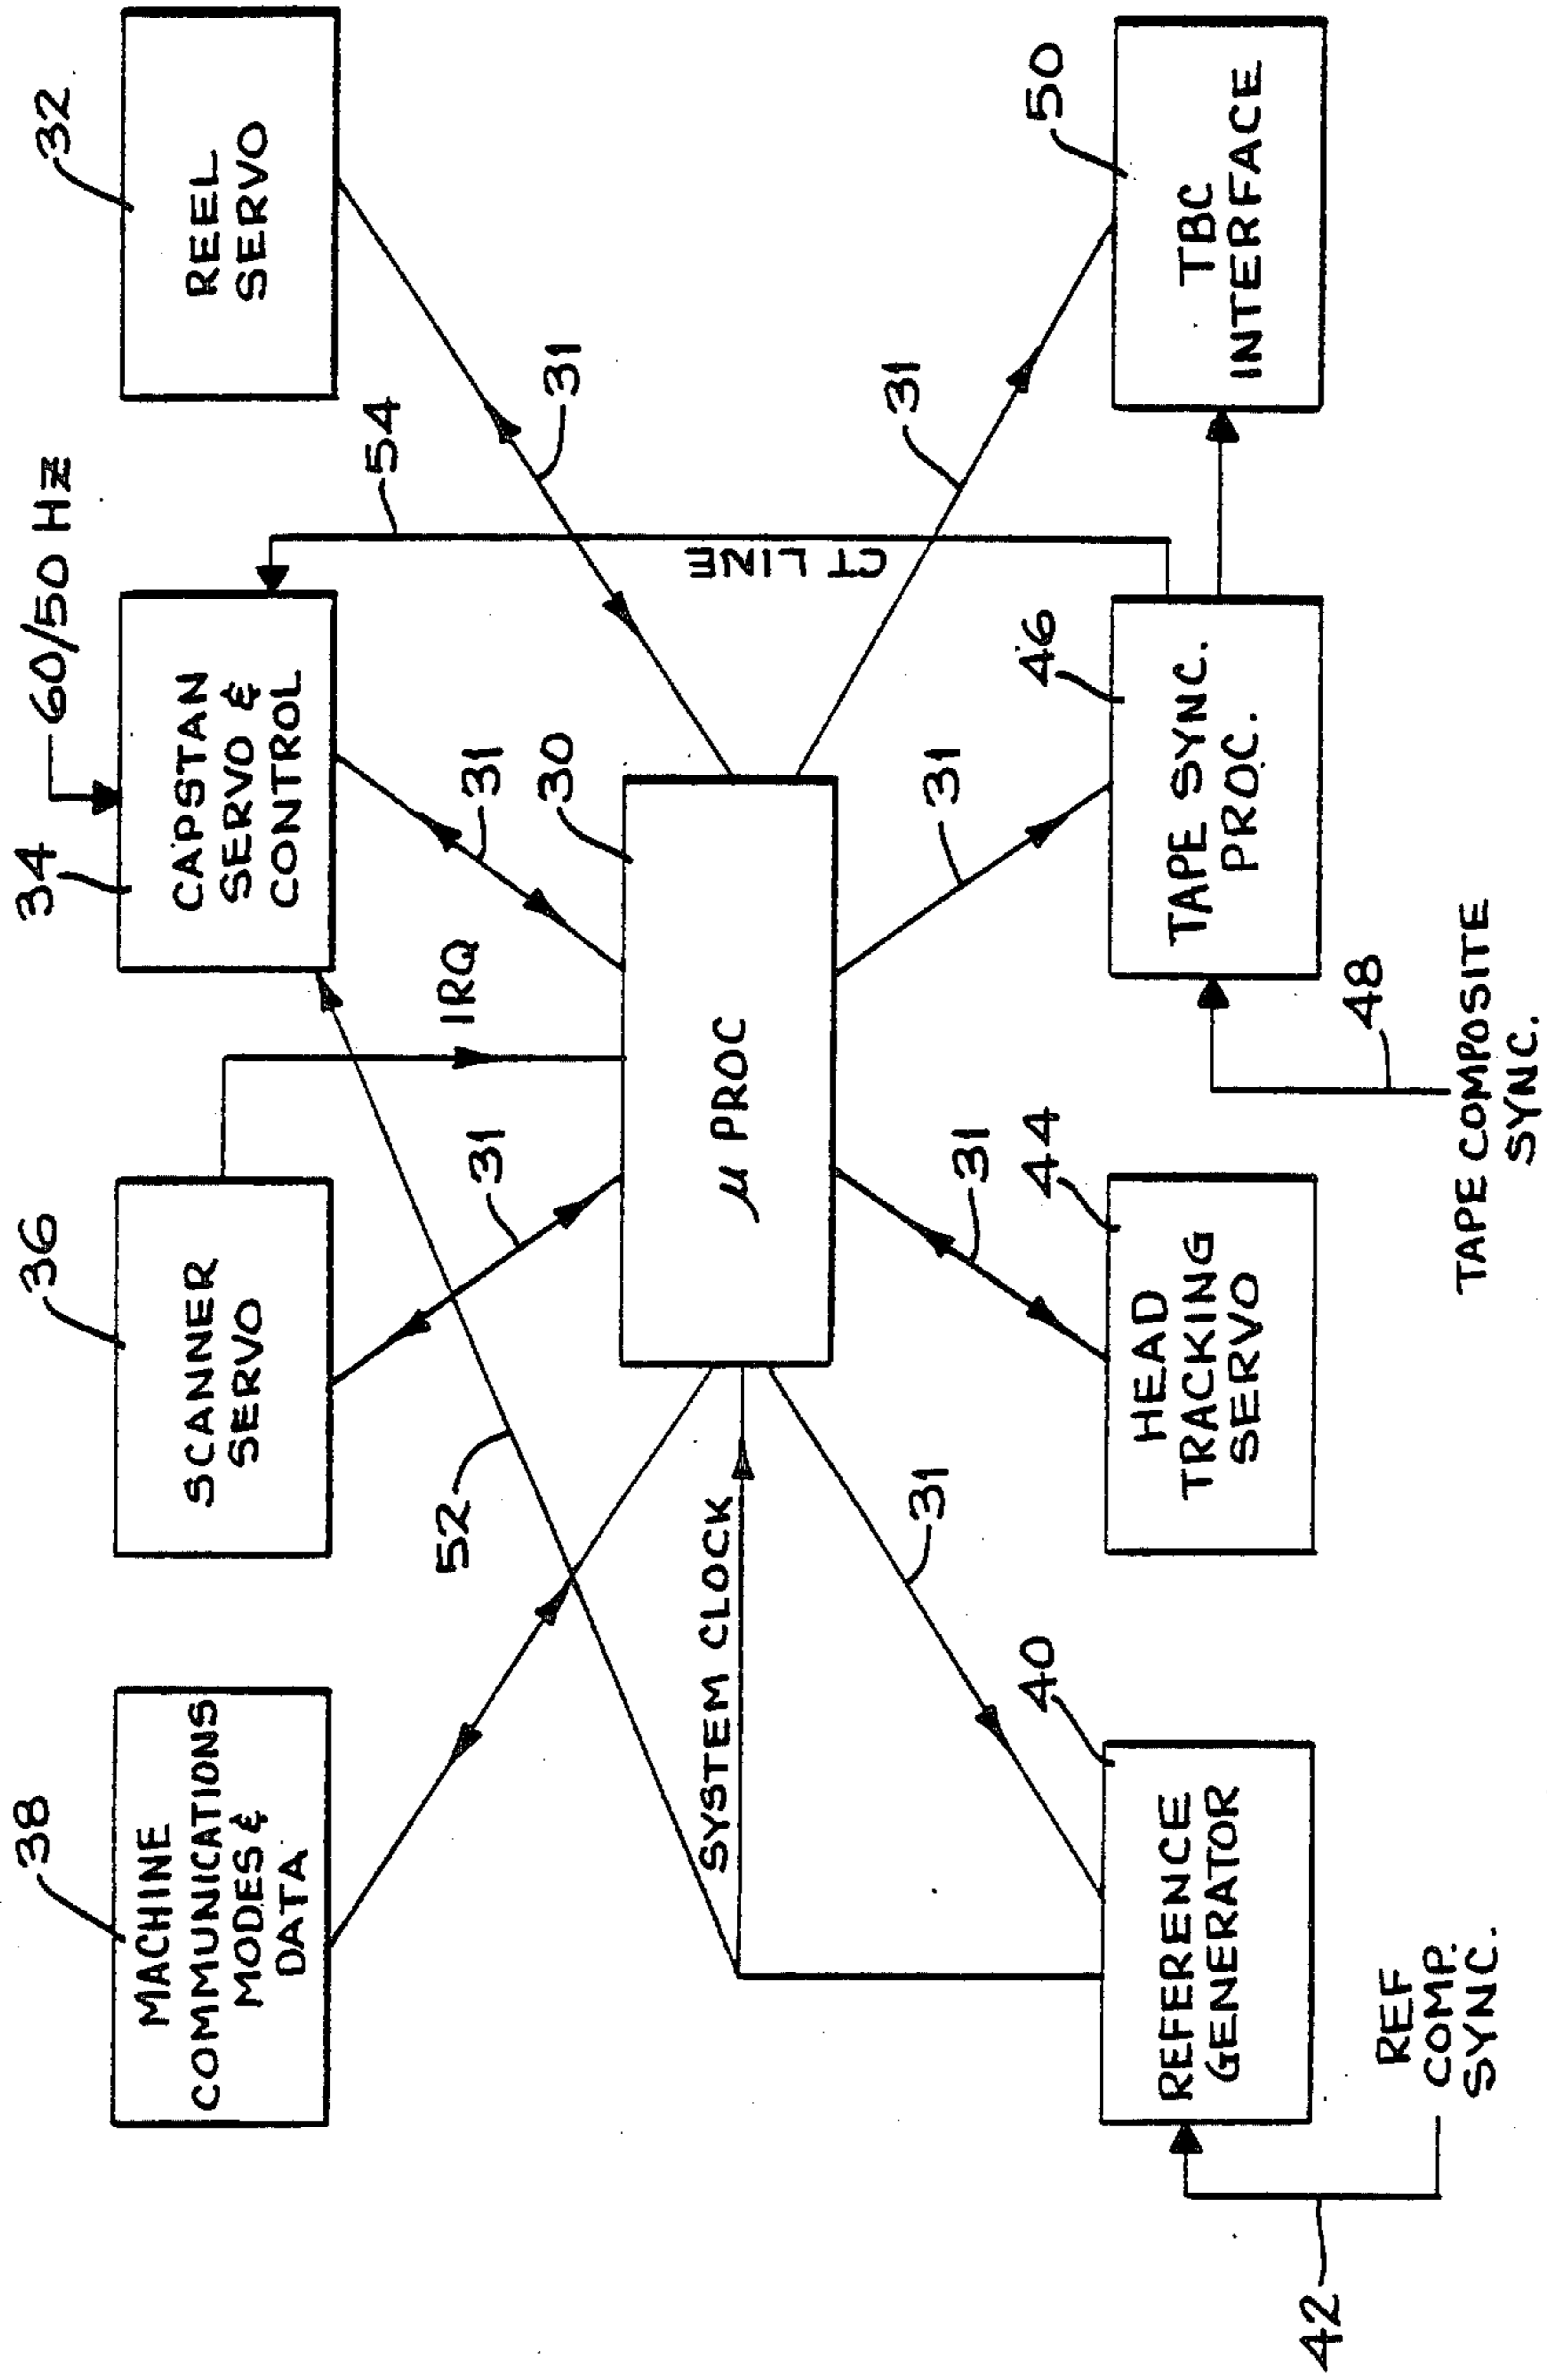 38
MACHINE
COMMUNICATIONS
MODES &
DATA
36
SCANNER
SERVO
34
60/50 Hz
CAPSTAN
SERVO &
CONTROL
32
REEL
SERVO
52
31
IRQ
31
54
31
30
SYSTEM CLOCK
μ PROC
CT LINE
31
31
31
31
40
REFERENCE
GENERATOR
44
HEAD
TRACKING
SERVO
46
TAPE SYNC.
PROC.
50
TBC
INTERFACE
42
REF
COMP.
SYNC.
48
TAPE COMPOSITE
SYNC.